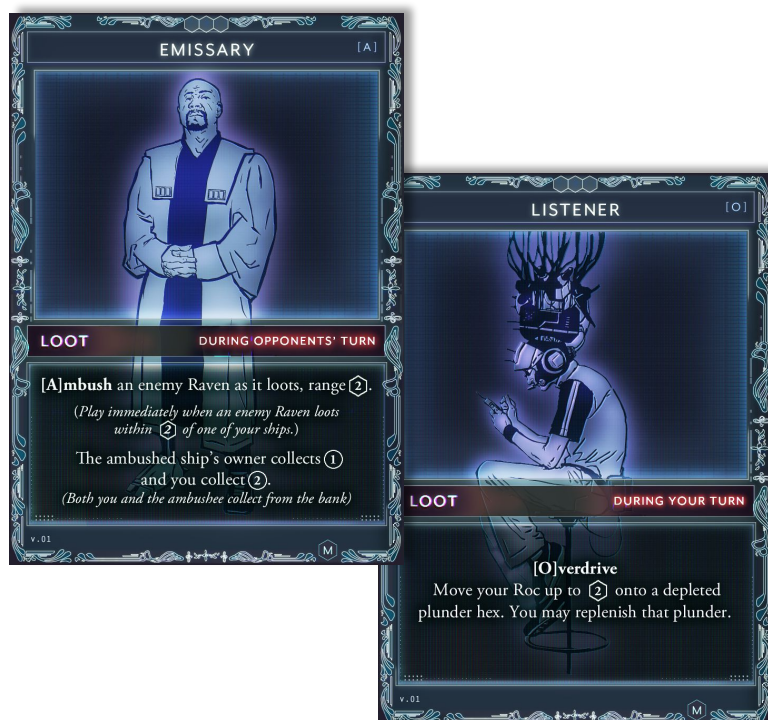 EMISSARY
[A]
LOOT
DURING OPPONENTS' TURN
[A]mbush an enemy Raven as it loots, range 2.
(Play immediately when an enemy Raven loots
within 2 of one of your ships.)
The ambushed ship's owner collects 1
and you collect 2.
(Both you and the ambushee collect from the bank)
v.01
M
LISTENER
[O]
LOOT
DURING YOUR TURN
[O]verdrive
Move your Roc up to 2 onto a depleted
plunder hex. You may replenish that plunder.
v.01
M